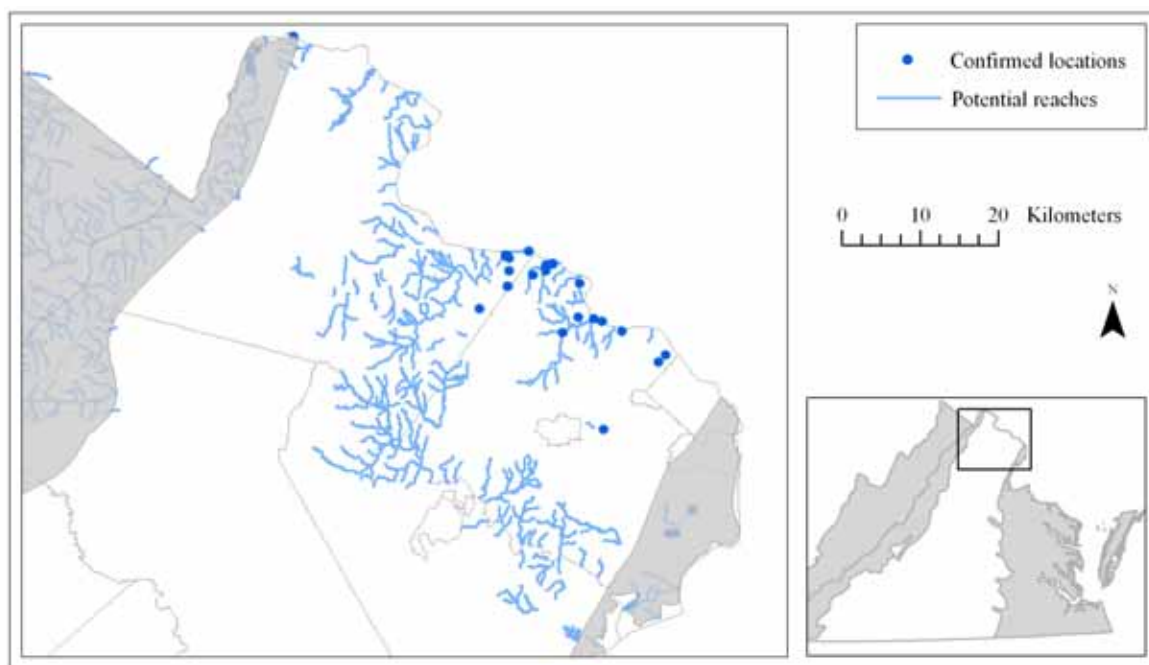 Confirmed locations
Potential reaches
0 10 20 Kilometers
N